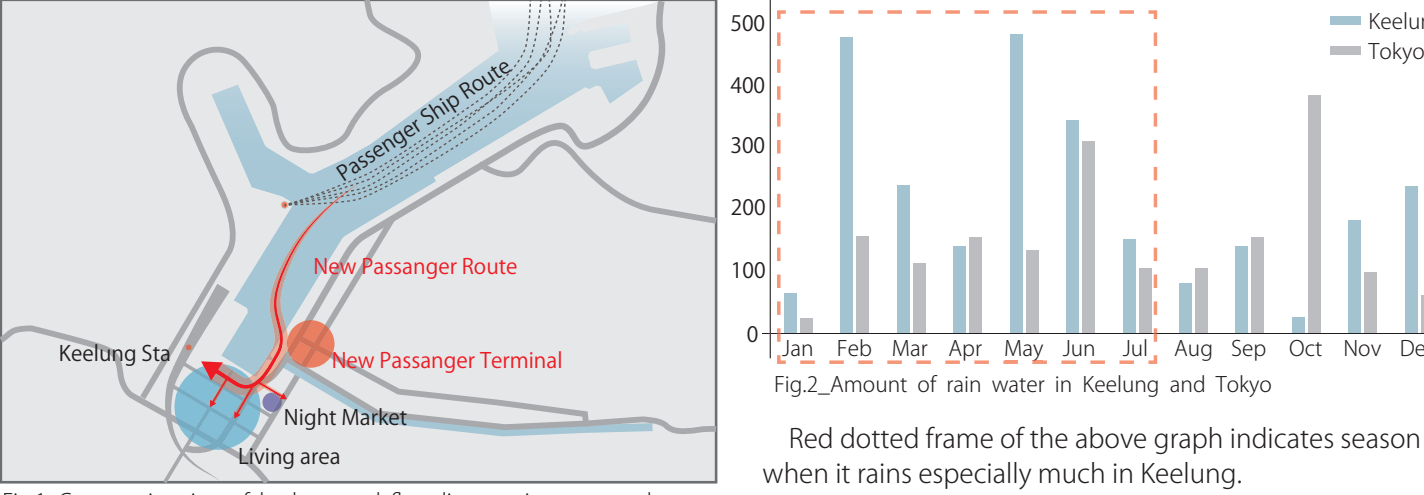 Passenger Ship Route
New Passanger Route
New Passanger Terminal
Keelung Sta
Night Market
Living area
500
400
300
200
100
0
Tokyo
Jan Feb Mar Apr May Jun Jul Aug Sep Oct Nov
Fig.2_Amount of rain water in Keelung and Tokyo
Red dotted frame of the above graph indicates season
when it rains especially much in Keelung.